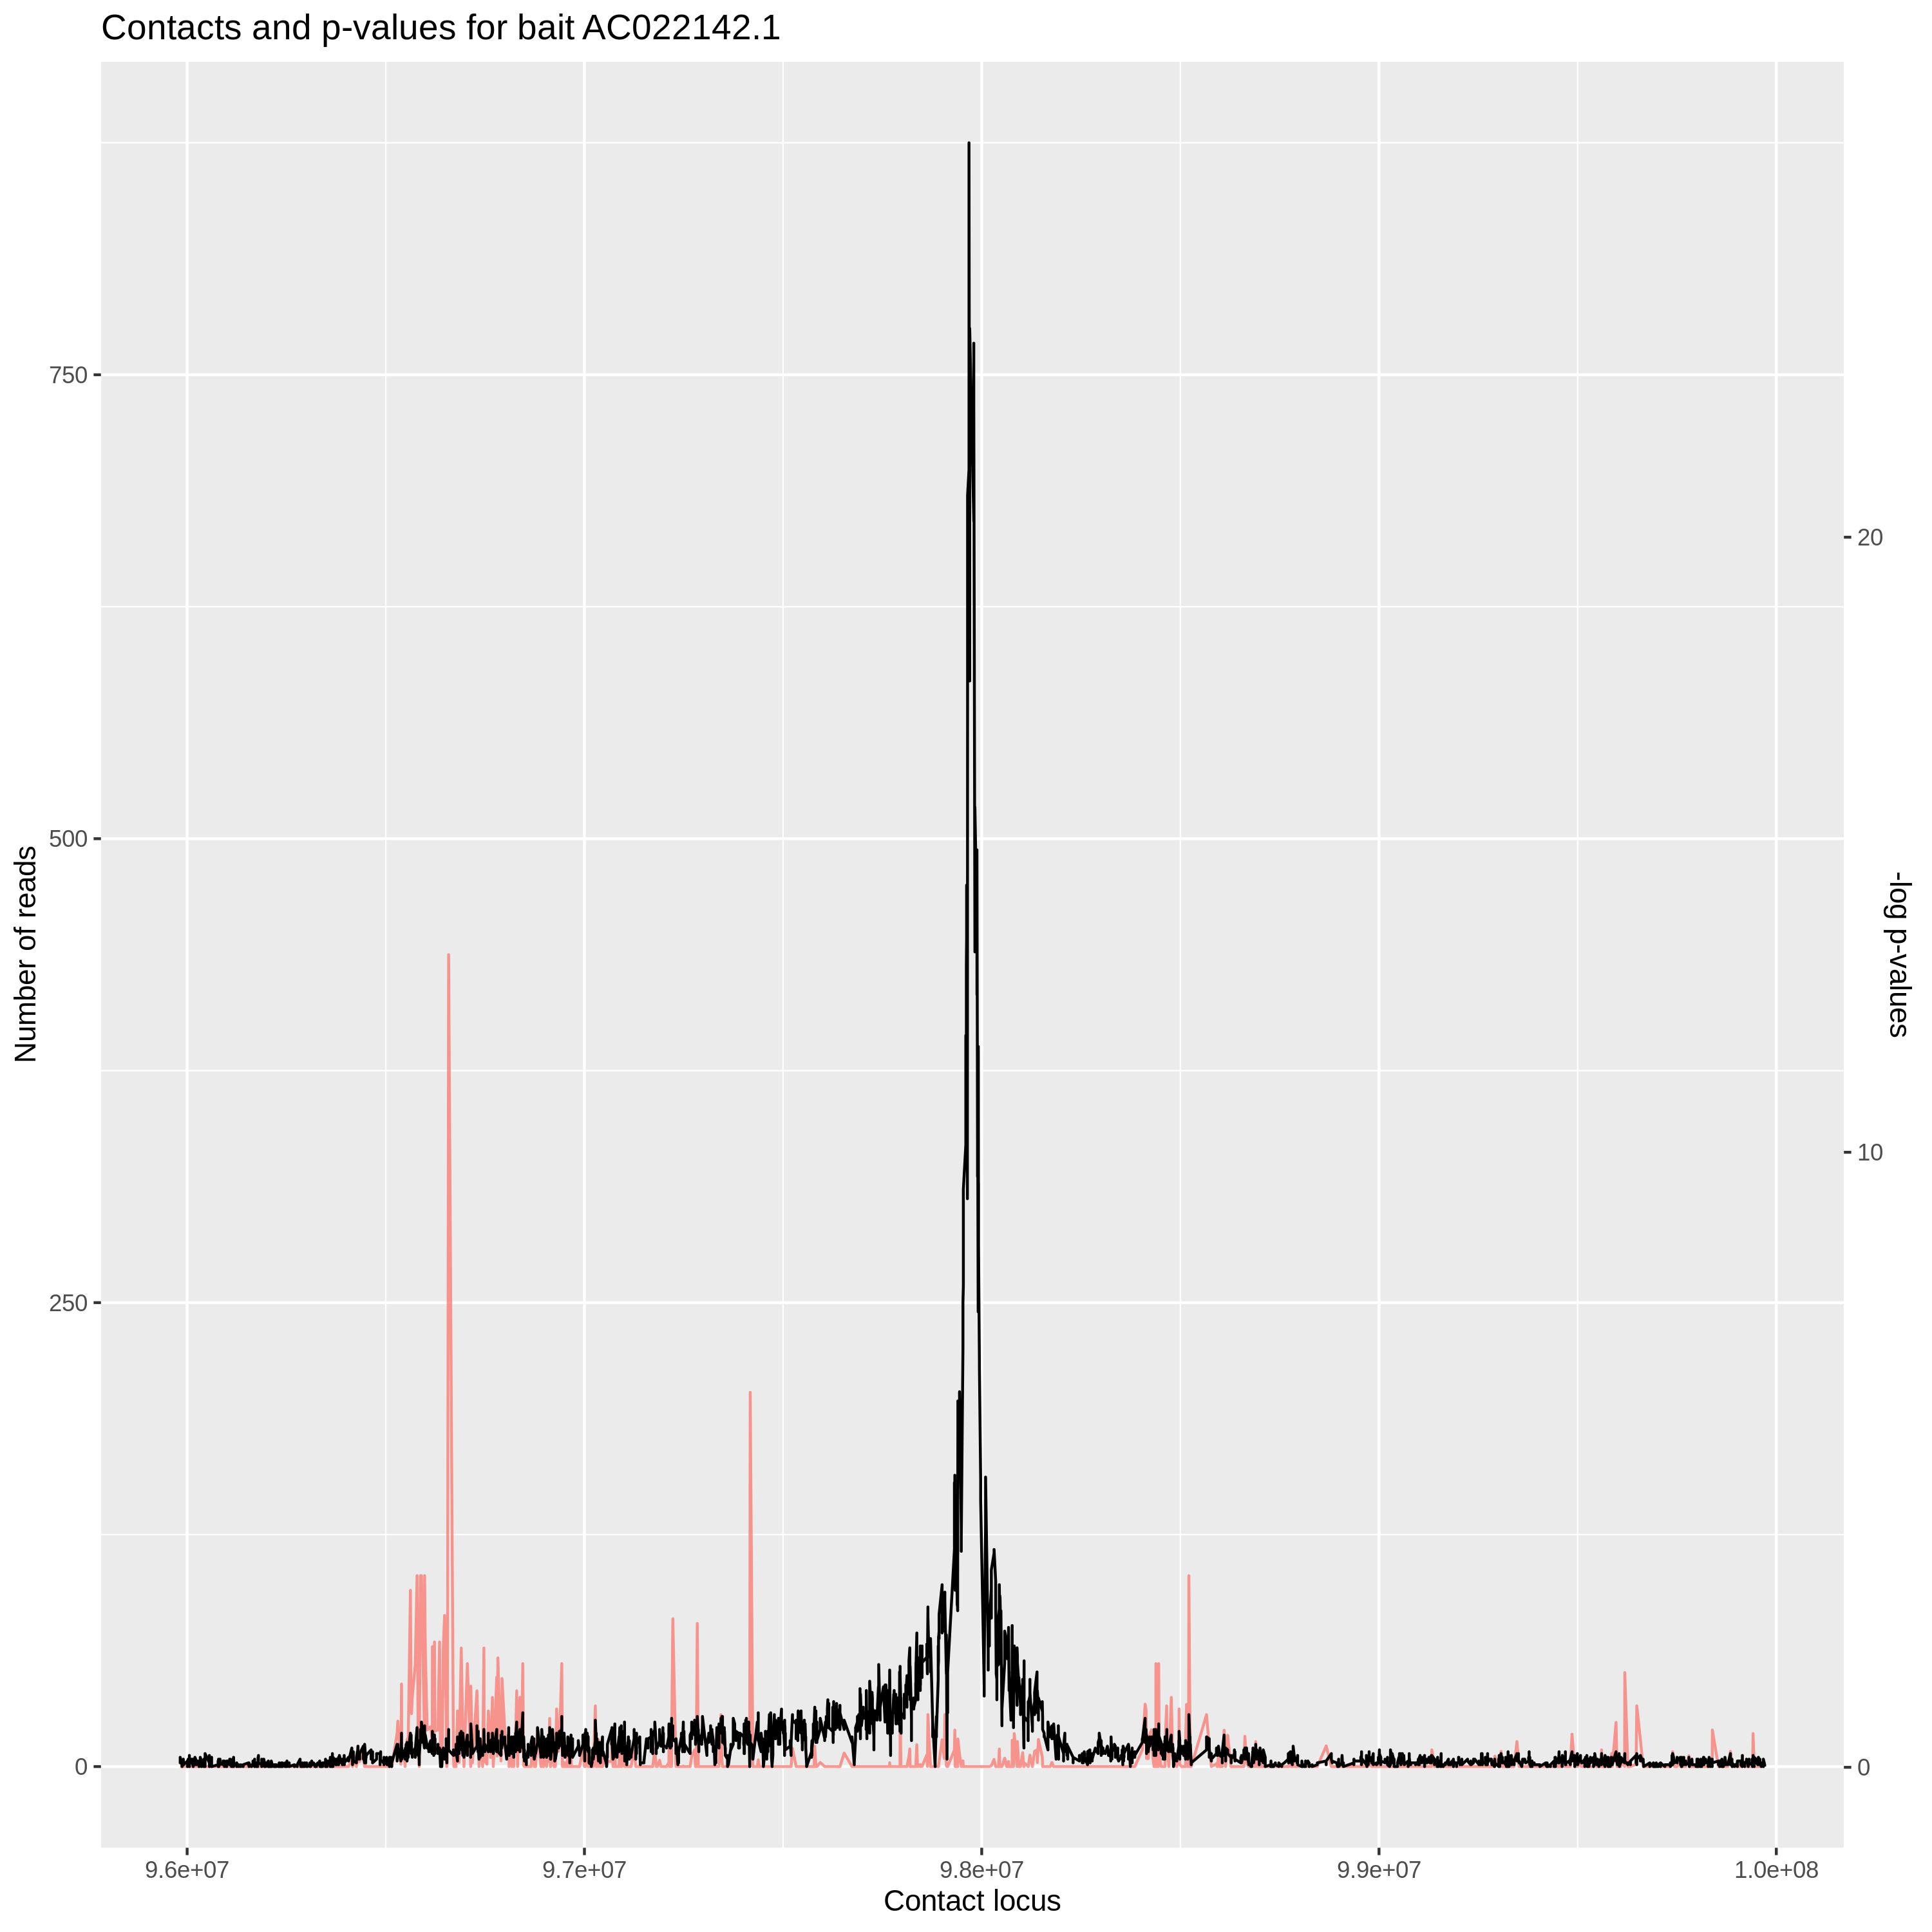 Contacts and p-values for bait AC022142.1
750
500
250
0
Number of reads
20
10
0
-log p-values
9.6e+07
9.7e+07
9.8e+07
9.9e+07
1.0e+08
Contact locus